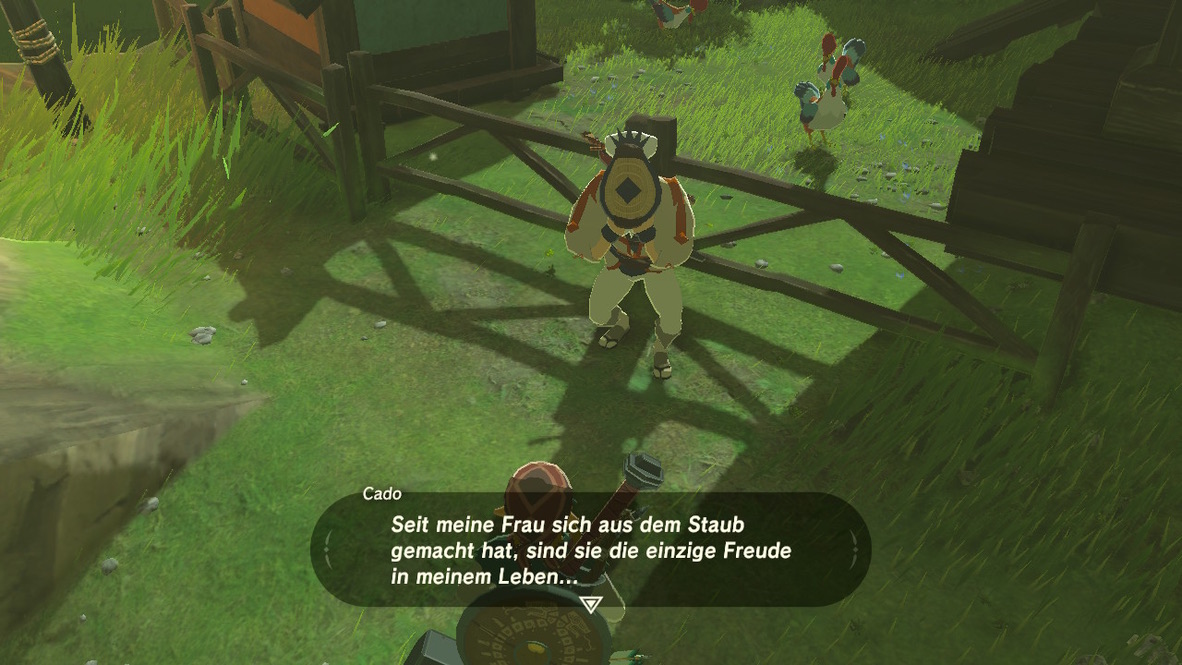 Cado
Seit meine Frau sich aus dem Staub
gemacht hat, sind sie die einzige Freude
in meinem Leben...